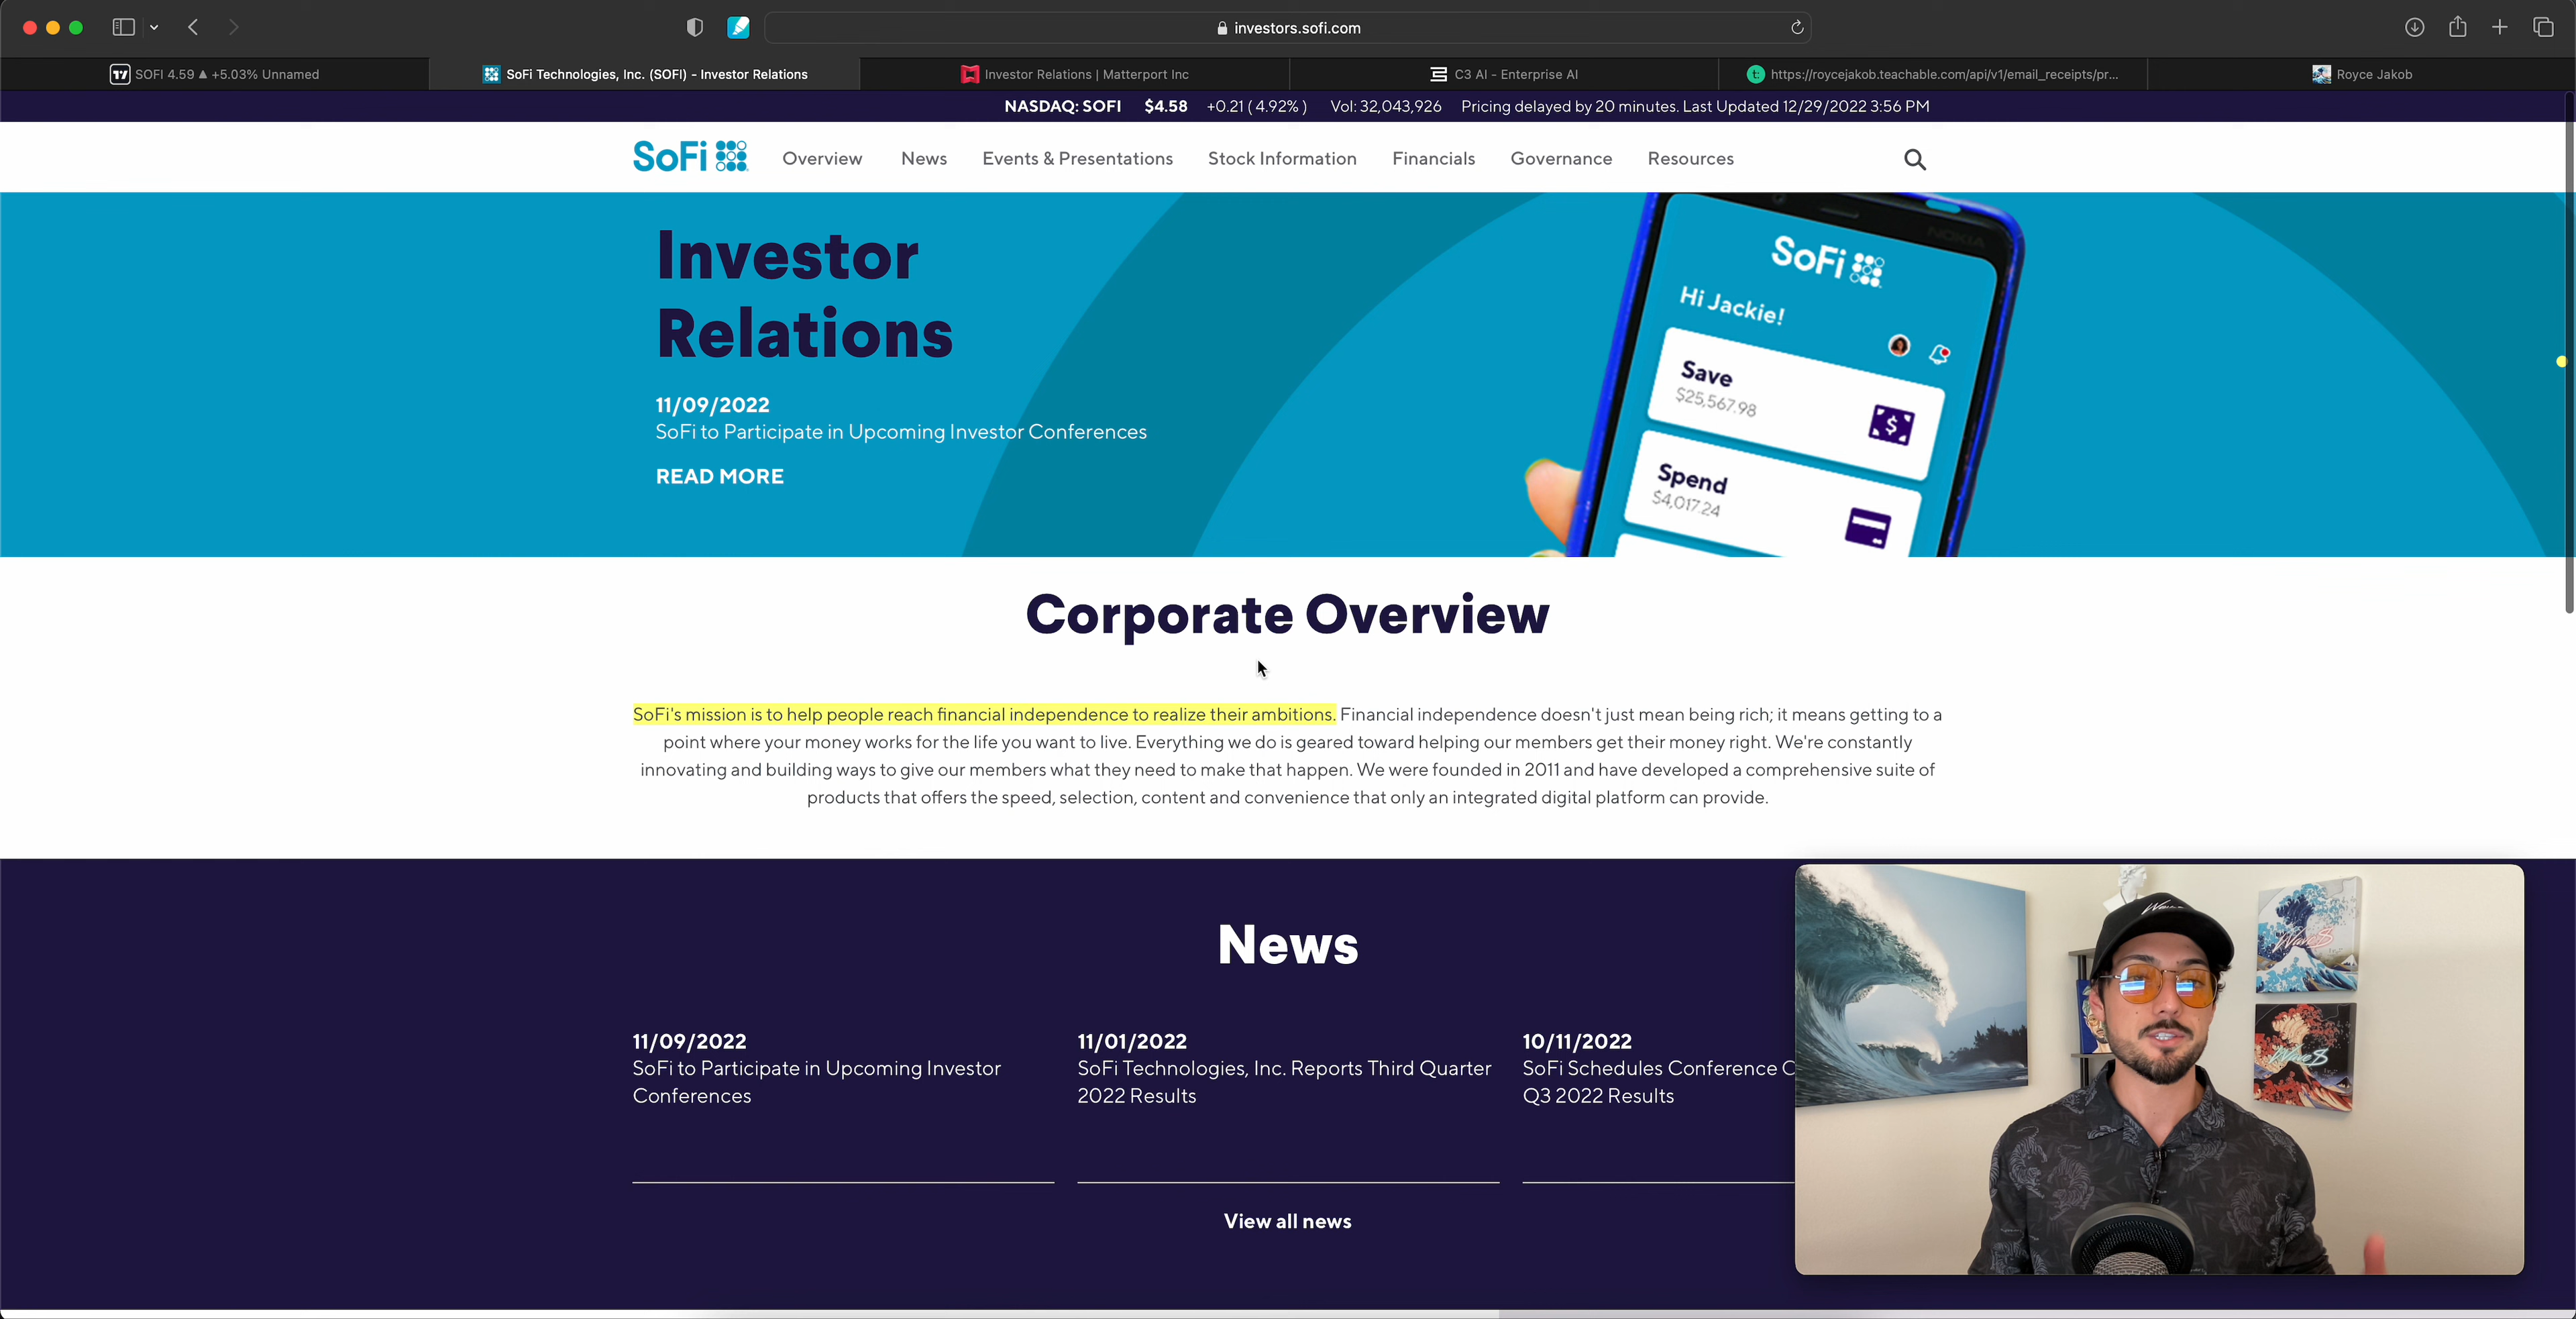 investors.sofi.com
SOFI 4.59 ▲ +5.03% Unnamed
SoFi Technologies, Inc. (SOFI) - Investor Relations
Investor Relations | Matterport Inc
C3 AI - Enterprise AI
https://roycejakob.teachable.com/api/v1/email_receipts/pr...
Royce Jakob
NASDAQ: SOFI $4.58 +0.21 ( 4.92% ) Vol: 32,043,926 Pricing delayed by 20 minutes. Last Updated 12/29/2022 3:56 PM
SoFi
Overview News Events & Presentations Stock Information Financials Governance Resources
Investor
Relations
11/09/2022
SoFi to Participate in Upcoming Investor Conferences
READ MORE
NOKIA
SoFi
Hi Jackie!
Save
$25,567.98
Spend
$4,017.24
Corporate Overview
SoFi's mission is to help people reach financial independence to realize their ambitions. Financial independence doesn't just mean being rich; it means getting to a
point where your money works for the life you want to live. Everything we do is geared toward helping our members get their money right. We're constantly
innovating and building ways to give our members what they need to make that happen. We were founded in 2011 and have developed a comprehensive suite of
products that offers the speed, selection, content and convenience that only an integrated digital platform can provide.
News
11/09/2022
SoFi to Participate in Upcoming Investor
Conferences
11/01/2022
SoFi Technologies, Inc. Reports Third Quarter
2022 Results
10/11/2022
SoFi Schedules Conference C
Q3 2022 Results
View all news